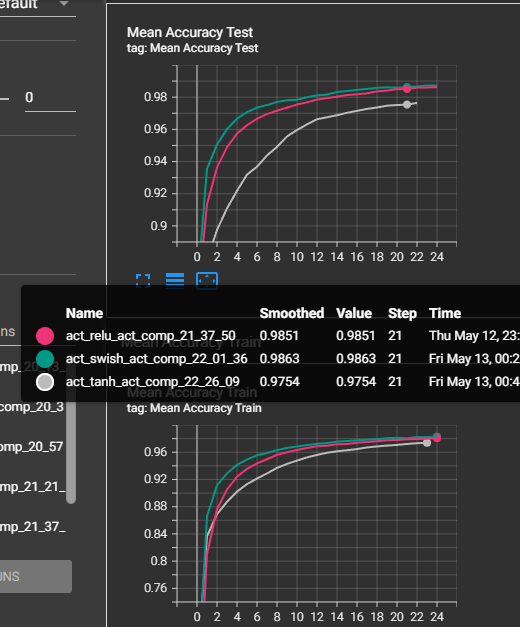 efault
Mean Accuracy Test
tag: Mean Accuracy Test
0
0.98
0.96
0.94
0.92
0.9
0 2 4 6 8 10 12 14 16 18 20 22 24
Name Smoothed Value Step Time
act_relu_act_comp_21_37_50 0.9851 0.9851 21 Thu May 12, 23:
act_swish_act_comp_22_01_36 0.9863 0.9863 21 Fri May 13, 00:2
act_tanh_act_comp_22_26_09 0.9754 0.9754 21 Fri May 13, 00:4
ns
comp_20_3
Mean Accuracy Train
tag: Mean Accuracy Train
omp_20_57
mp_21_21_
mp_21_37_
UNS
0.96
0.92
0.88
0.84
0.8
0.76
0 2 4 6 8 10 12 14 16 18 20 22 24